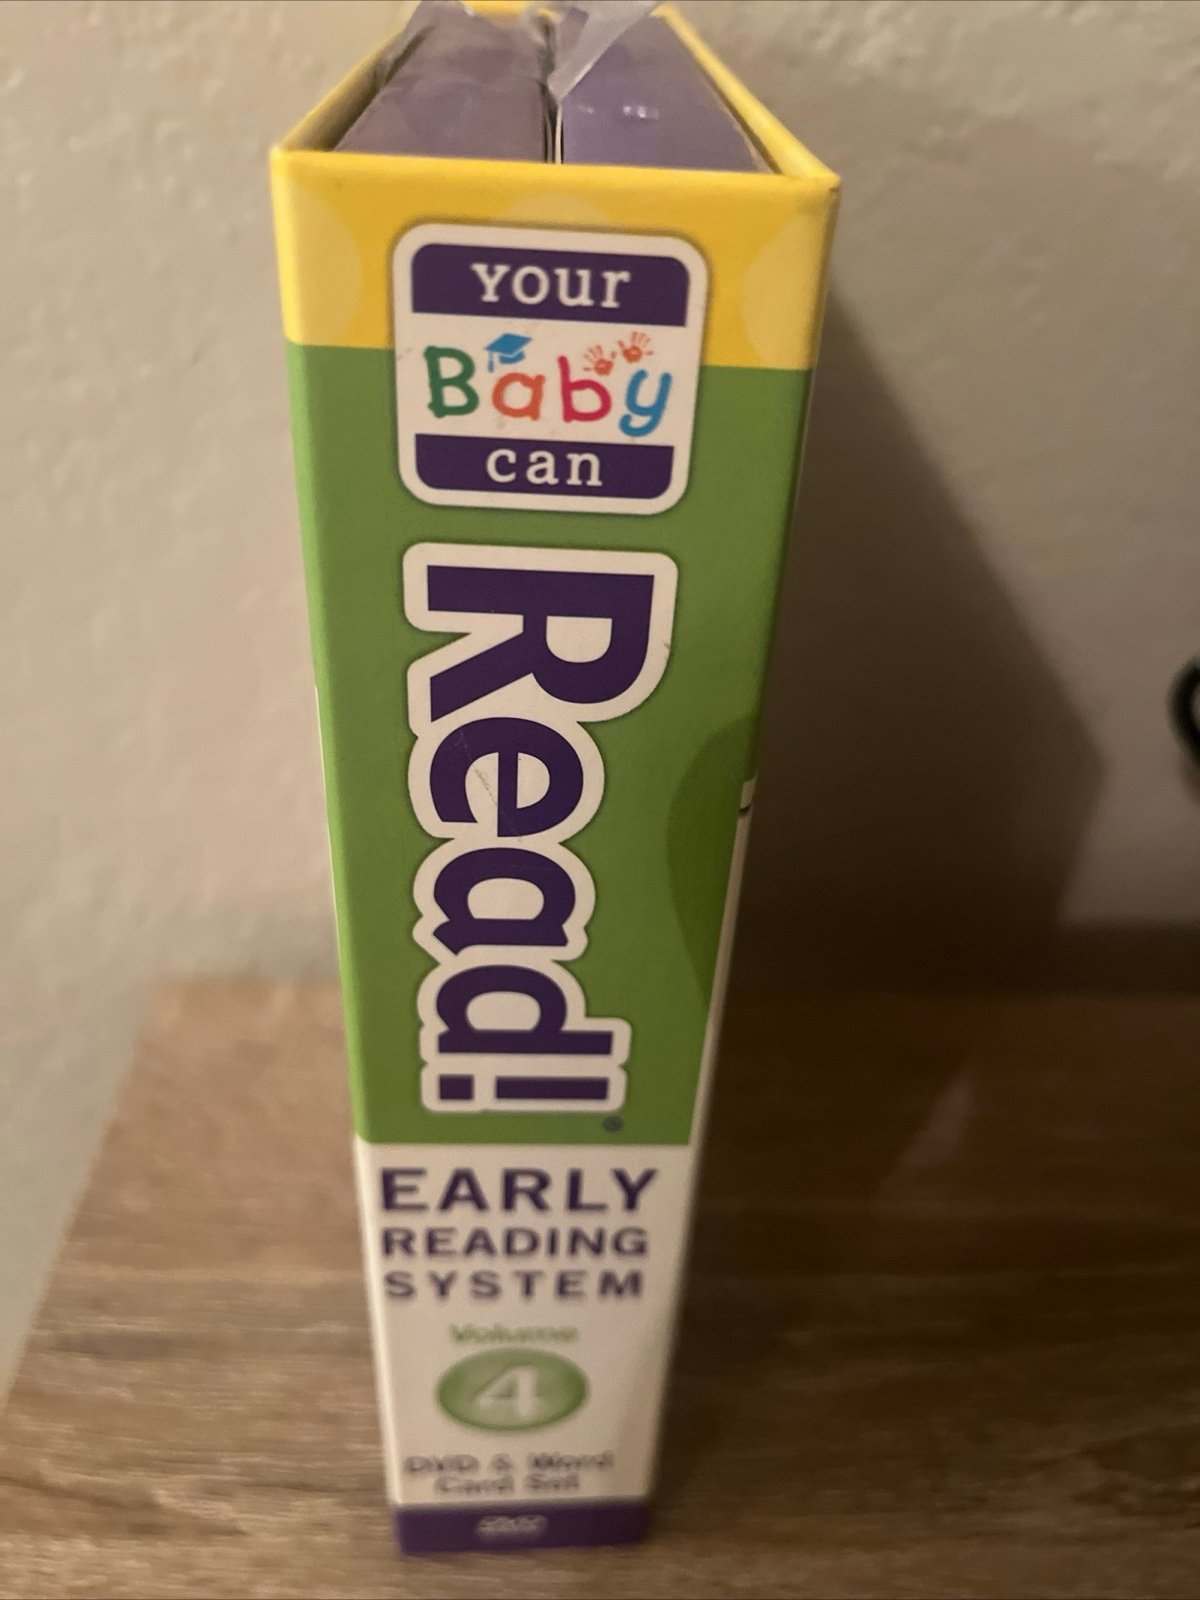 your
Baby
can
Read!®
EARLY
READING
SYSTEM
Volume
4
DVD & Word
Card Set